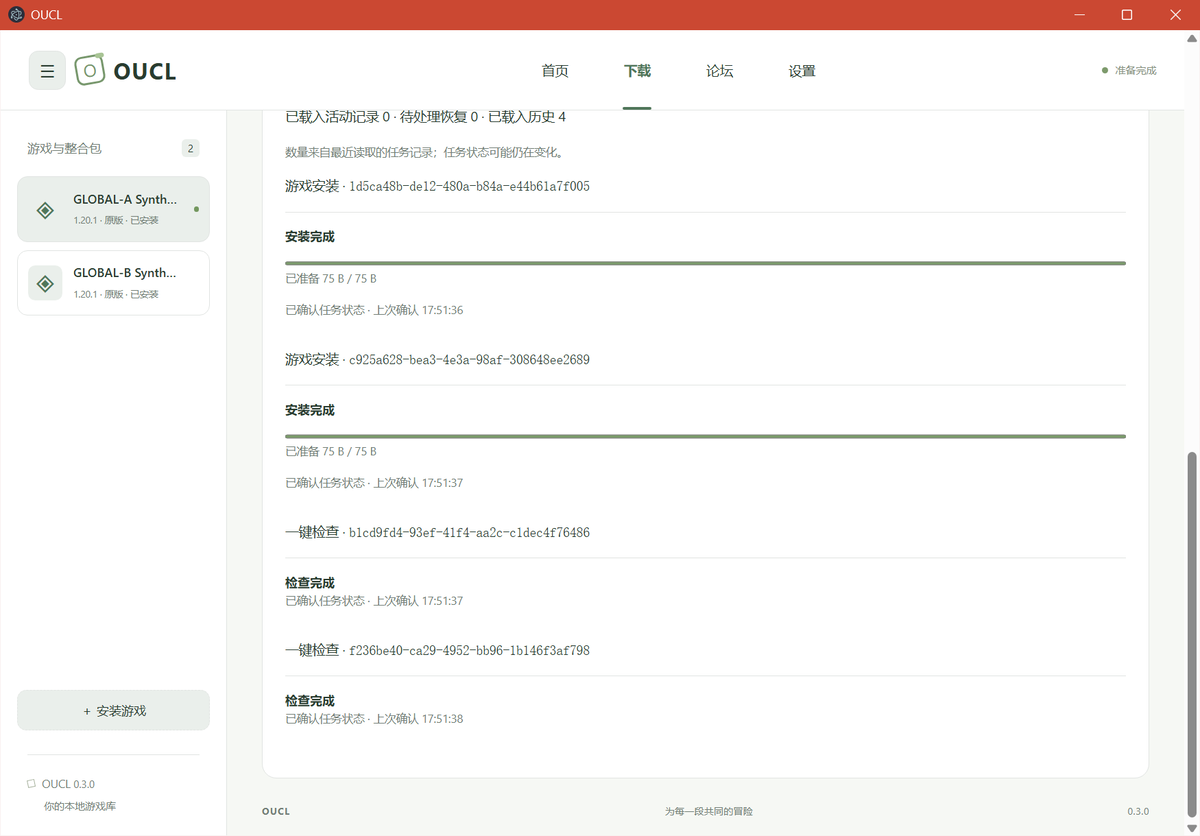 OUCL
OUCL
首页
下载
论坛
设置
准备完成
游戏与整合包
2
GLOBAL-A Synth...
1.20.1 · 原版 · 已安装
GLOBAL-B Synth...
1.20.1 · 原版 · 已安装
+ 安装游戏
OUCL 0.3.0
你的本地游戏库
已载入活动记录 0 · 待处理恢复 0 · 已载入历史 4
数量来自最近读取的任务记录；任务状态可能仍在变化。
游戏安装 · 1d5ca48b-de12-480a-b84a-e44b61a7f005
安装完成
已准备 75 B / 75 B
已确认任务状态 · 上次确认 17:51:36
游戏安装 · c925a628-bea3-4e3a-98af-308648ee2689
安装完成
已准备 75 B / 75 B
已确认任务状态 · 上次确认 17:51:37
一键检查 · b1cd9fd4-93ef-41f4-aa2c-c1dec4f76486
检查完成
已确认任务状态 · 上次确认 17:51:37
一键检查 · f236be40-ca29-4952-bb96-1b146f3af798
检查完成
已确认任务状态 · 上次确认 17:51:38
OUCL
为每一段共同的冒险
0.3.0